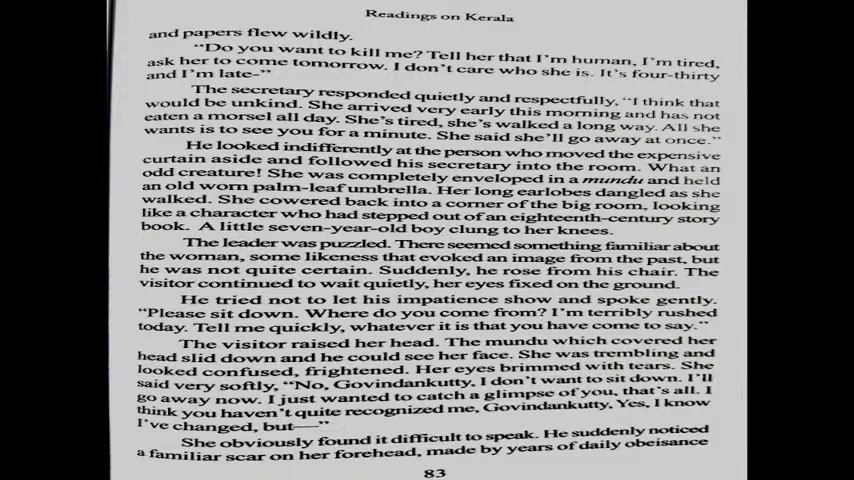 Readings on Kerala
and papers flew wildly.
“Do you want to kill me? Tell her that I’m human, I’m tired,
ask her to come tomorrow. I don’t care who she is. It’s four-thirty
and I’m late-”
The secretary responded quietly and respectfully, “I think that
would be unkind. She arrived very early this morning and has not
eaten a morsel all day. She’s tired, she’s walked a long way. All she
wants is to see you for a minute. She said she’ll go away at once.”
He looked indifferently at the person who moved the expensive
curtain aside and followed his secretary into the room. What an
odd creature! She was completely enveloped in a mundu and held
an old worn palm-leaf umbrella. Her long earlobes dangled as she
walked. She cowered back into a corner of the big room, looking
like a character who had stepped out of an eighteenth-century story
book. A little seven-year-old boy clung to her knees.
The leader was puzzled. There seemed something familiar about
the woman, some likeness that evoked an image from the past, but
he was not quite certain. Suddenly, he rose from his chair. The
visitor continued to wait quietly, her eyes fixed on the ground.
He tried not to let his impatience show and spoke gently.
“Please sit down. Where do you come from? I’m terribly rushed
today. Tell me quickly, whatever it is that you have come to say.”
The visitor raised her head. The mundu which covered her
head slid down and he could see her face. She was trembling and
looked confused, frightened. Her eyes brimmed with tears. She
said very softly, “No, Govindankutty, I don’t want to sit down. I’ll
go away now. I just wanted to catch a glimpse of you, that’s all. I
think you haven’t quite recognized me, Govindankutty. Yes, I know
I’ve changed, but—”
She obviously found it difficult to speak. He suddenly noticed
a familiar scar on her forehead, made by years of daily obeisance
83